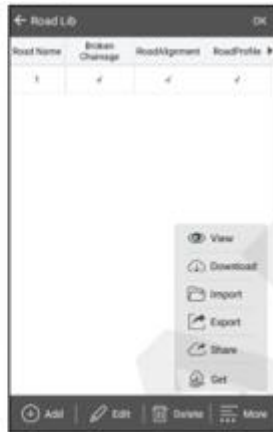 ← Road Lib OK
Road Name Broken Chainage RoadAlignment RoadProfile
1 √ √ √
View
Download
Import
Export
Share
Get
Add Edit Delete More